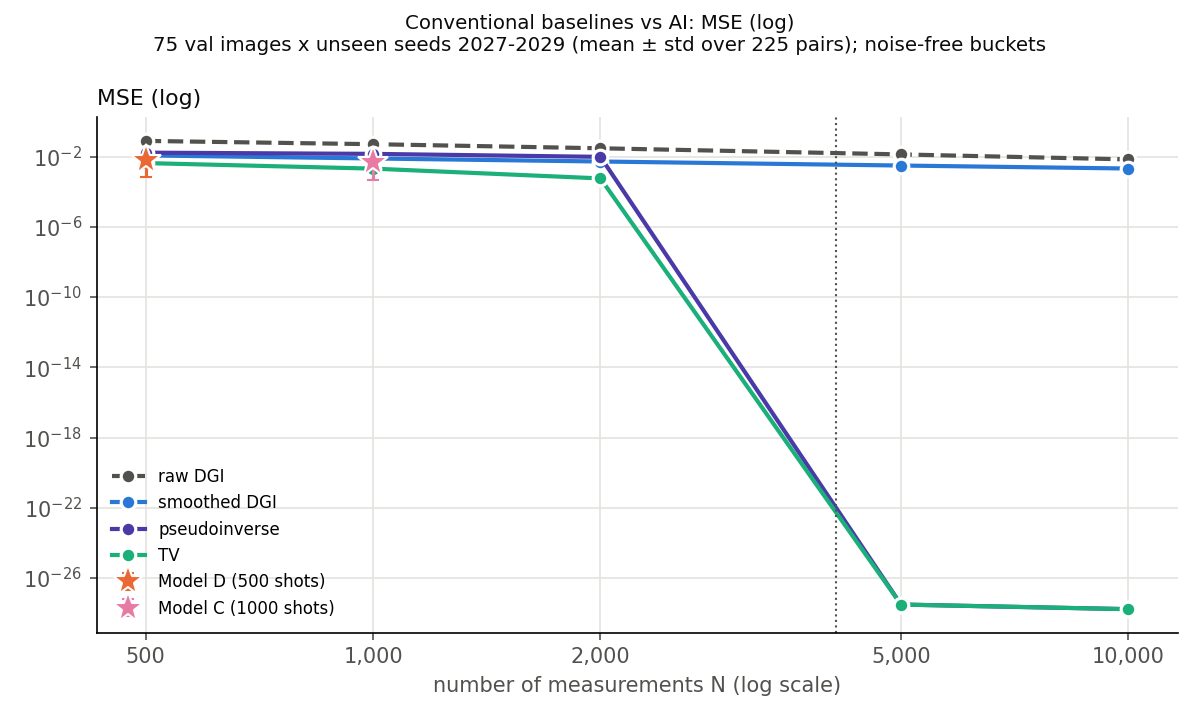 Conventional baselines vs AI: MSE (log)
75 val images x unseen seeds 2027-2029 (mean ± std over 225 pairs); noise-free buckets
MSE (log)
10⁻²
10⁻⁶
10⁻¹⁰
10⁻¹⁴
10⁻¹⁸
10⁻²²
10⁻²⁶
raw DGI
smoothed DGI
pseudoinverse
TV
Model D (500 shots)
Model C (1000 shots)
500 1,000 2,000 5,000 10,000
number of measurements N (log scale)